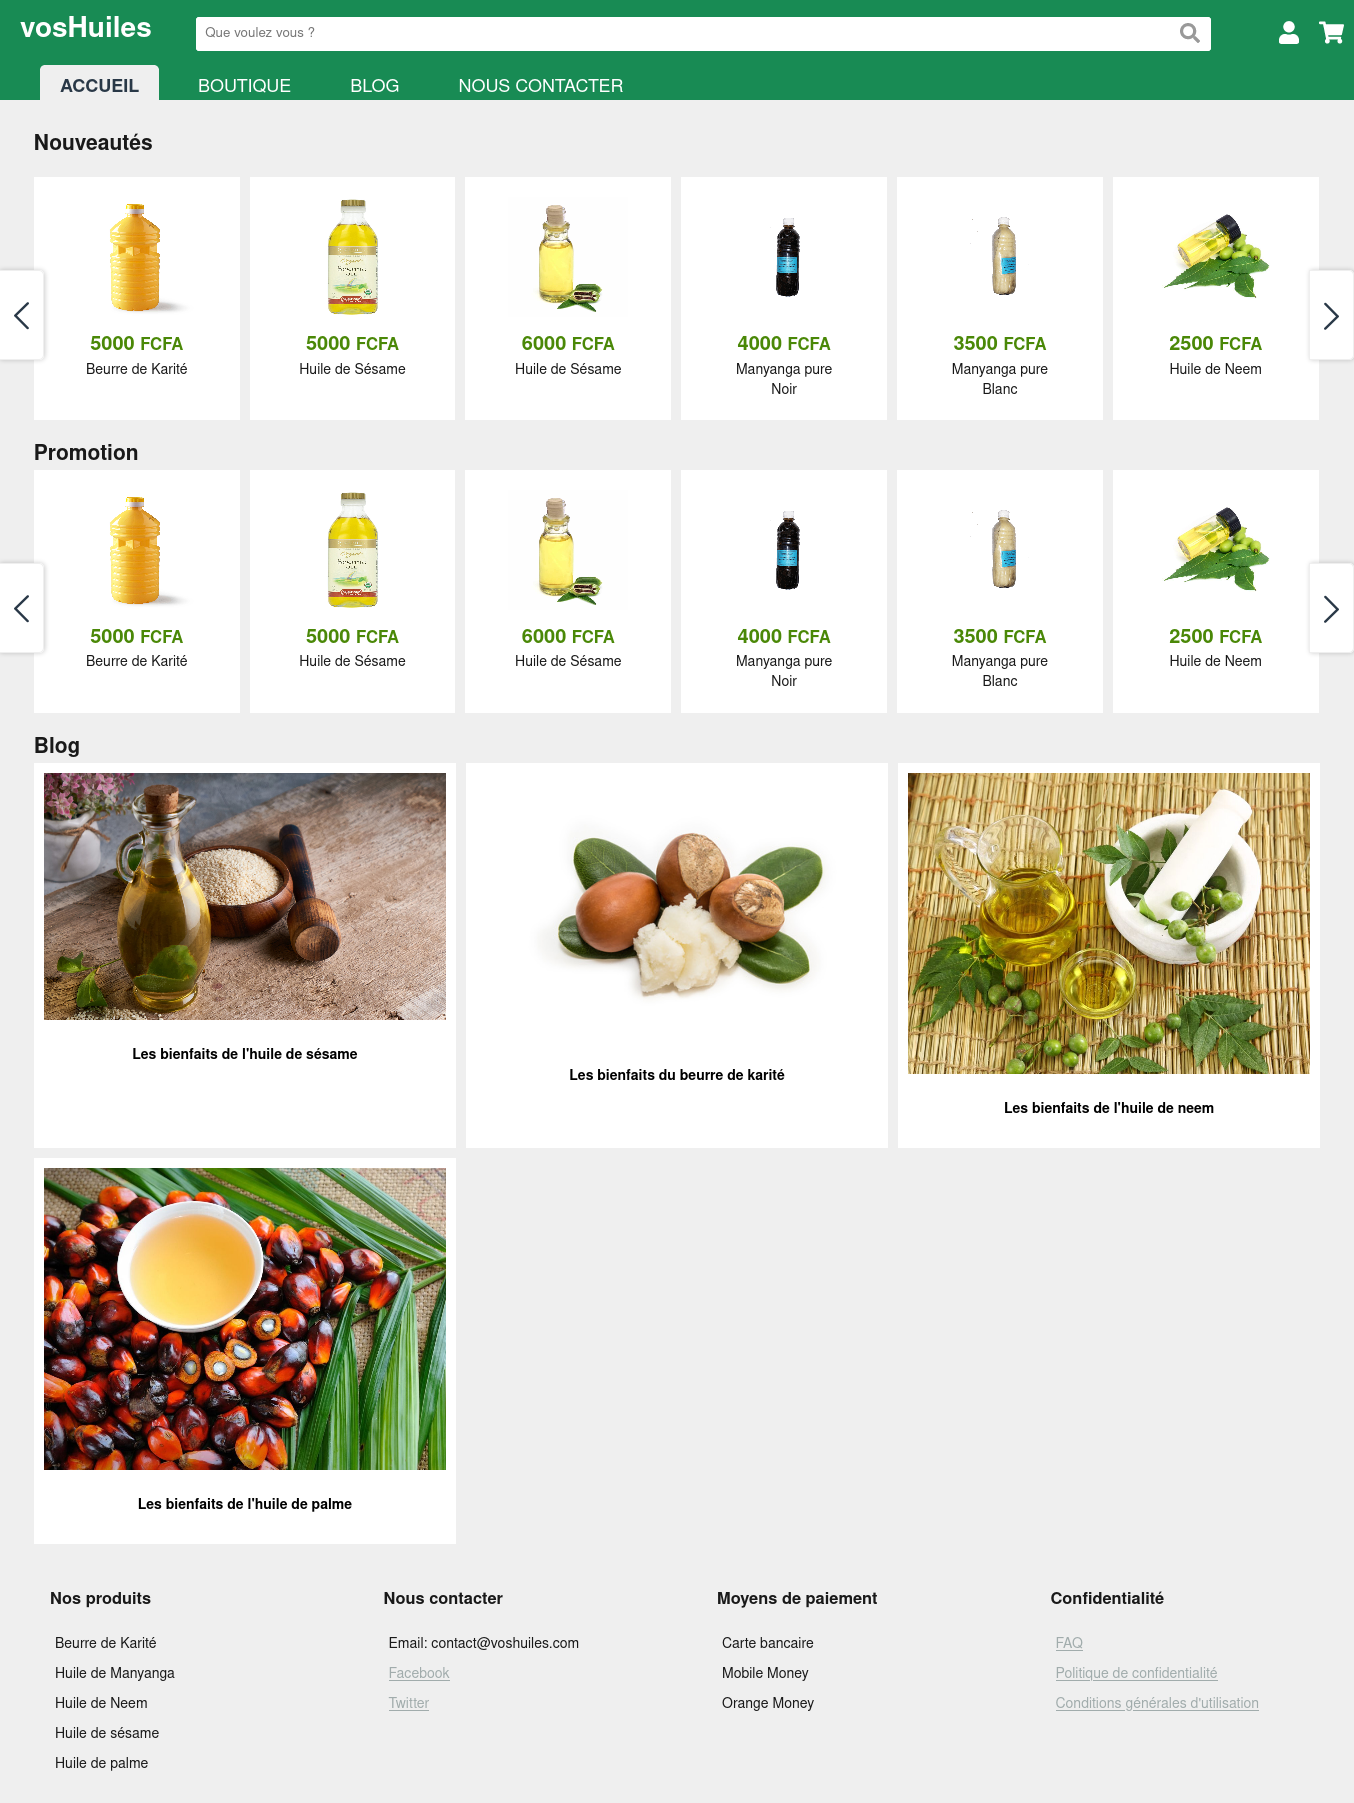 vosHuiles
Que voulez vous ?
ACCUEIL
BOUTIQUE
BLOG
NOUS CONTACTER
Nouveautés
5000 FCFA
Beurre de Karité
5000 FCFA
Huile de Sésame
6000 FCFA
Huile de Sésame
4000 FCFA
Manyanga pure
Noir
3500 FCFA
Manyanga pure
Blanc
2500 FCFA
Huile de Neem
Promotion
5000 FCFA
Beurre de Karité
5000 FCFA
Huile de Sésame
6000 FCFA
Huile de Sésame
4000 FCFA
Manyanga pure
Noir
3500 FCFA
Manyanga pure
Blanc
2500 FCFA
Huile de Neem
Blog
Les bienfaits de l'huile de sésame
Les bienfaits du beurre de karité
Les bienfaits de l'huile de neem
Les bienfaits de l'huile de palme
Nos produits
Beurre de Karité
Huile de Manyanga
Huile de Neem
Huile de sésame
Huile de palme
Nous contacter
Email: contact@voshuiles.com
Facebook
Twitter
Moyens de paiement
Carte bancaire
Mobile Money
Orange Money
Confidentialité
FAQ
Politique de confidentialité
Conditions générales d'utilisation